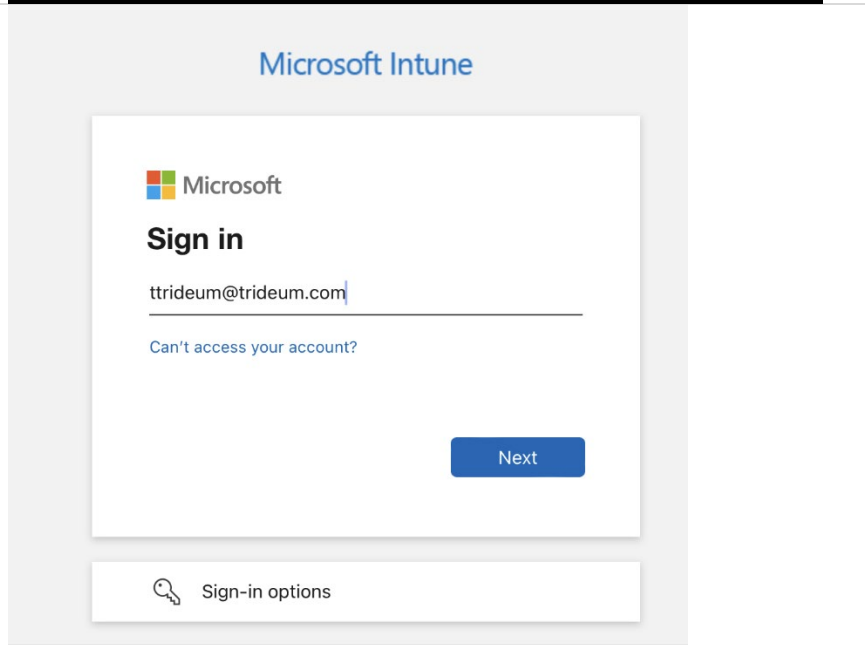 Microsoft Intune
Microsoft
Sign in
ttrideum@trideum.com
Can't access your account?
Next
Sign-in options